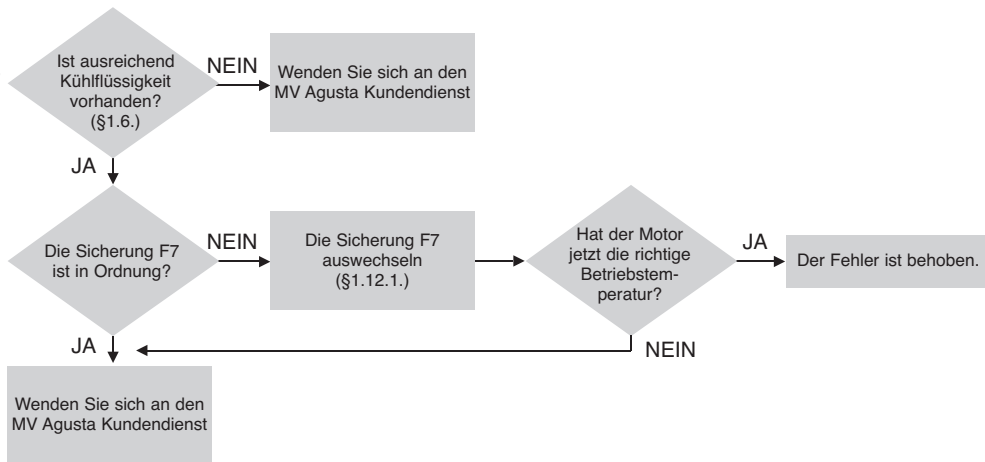 Ist ausreichend
Kühlflüssigkeit
vorhanden?
(§1.6.)
NEIN
Wenden Sie sich an den
MV Agusta Kundendienst
JA
Die Sicherung F7
ist in Ordnung?
NEIN
Die Sicherung F7
auswechseln
(§1.12.1.)
Hat der Motor
jetzt die richtige
Betriebstem-
peratur?
JA
Der Fehler ist behoben.
NEIN
JA
Wenden Sie sich an den
MV Agusta Kundendienst